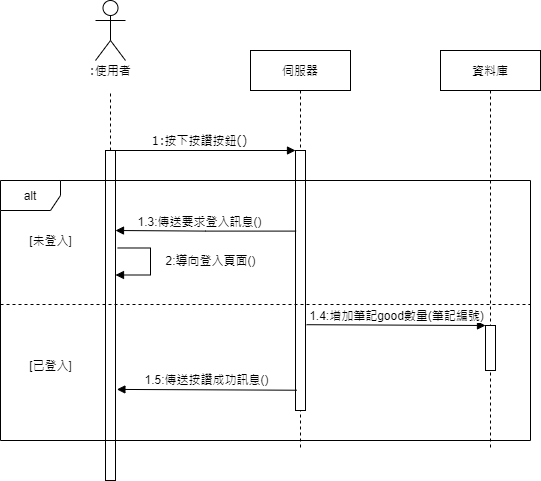 :使用者
伺服器
資料庫
1:按下按讚按鈕()
alt
1.3:傳送要求登入訊息()
[未登入]
2:導向登入頁面()
1.4:增加筆記good數量(筆記編號)
[已登入]
1.5:傳送按讚成功訊息()